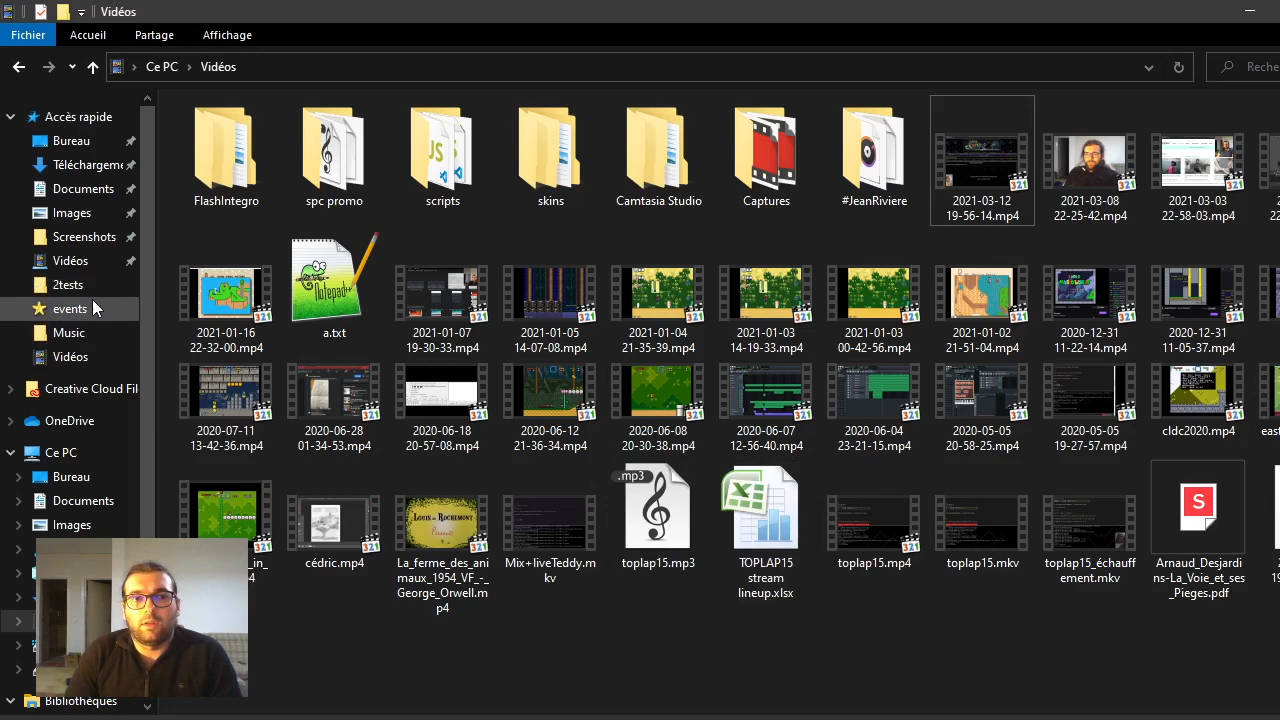 Vidéos
Fichier Accueil Partage Affichage
Ce PC Vidéos Reche
Accès rapide
Bureau
Téléchargeme
Documents
Images
Screenshots
Vidéos
2tests
events
Music
Vidéos
Creative Cloud Fil
OneDrive
Ce PC
Bureau
Documents
Images
Bibliothèques
FlashIntegro
spc promo
scripts
skins
Camtasia Studio
Captures
#JeanRiviere
2021-03-12
19-56-14.mp4
2021-03-08
22-25-42.mp4
2021-03-03
22-58-03.mp4
2021-01-16
22-32-00.mp4
a.txt
2021-01-07
19-30-33.mp4
2021-01-05
14-07-08.mp4
2021-01-04
21-35-39.mp4
2021-01-03
14-19-33.mp4
2021-01-03
00-42-56.mp4
2021-01-02
21-51-04.mp4
2020-12-31
11-22-14.mp4
2020-12-31
11-05-37.mp4
2020-07-11
13-42-36.mp4
2020-06-28
01-34-53.mp4
2020-06-18
20-57-08.mp4
2020-06-12
21-36-34.mp4
2020-06-08
20-30-38.mp4
2020-06-07
12-56-40.mp4
2020-06-04
23-21-15.mp4
2020-05-05
20-58-25.mp4
2020-05-05
19-27-57.mp4
cldc2020.mp4
east
_in_
4
cédric.mp4
La_ferme_des_ani
maux_1954_VF_-_
George_Orwell.m
p4
Mix+liveTeddy.m
kv
.mp3
toplap15.mp3
TOPLAP15
stream
lineup.xlsx
toplap15.mp4
toplap15.mkv
toplap15_échauff
ement.mkv
S
Arnaud_Desjardi
ns-La_Voie_et_ses
_Pieges.pdf